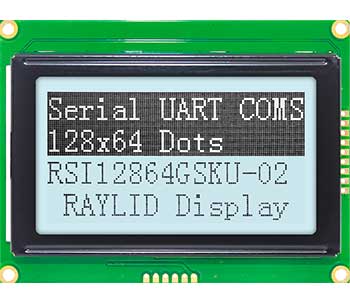 Serial UART COMS
128x64 Dots
RSI12864GSKU-02
RAYLID Display